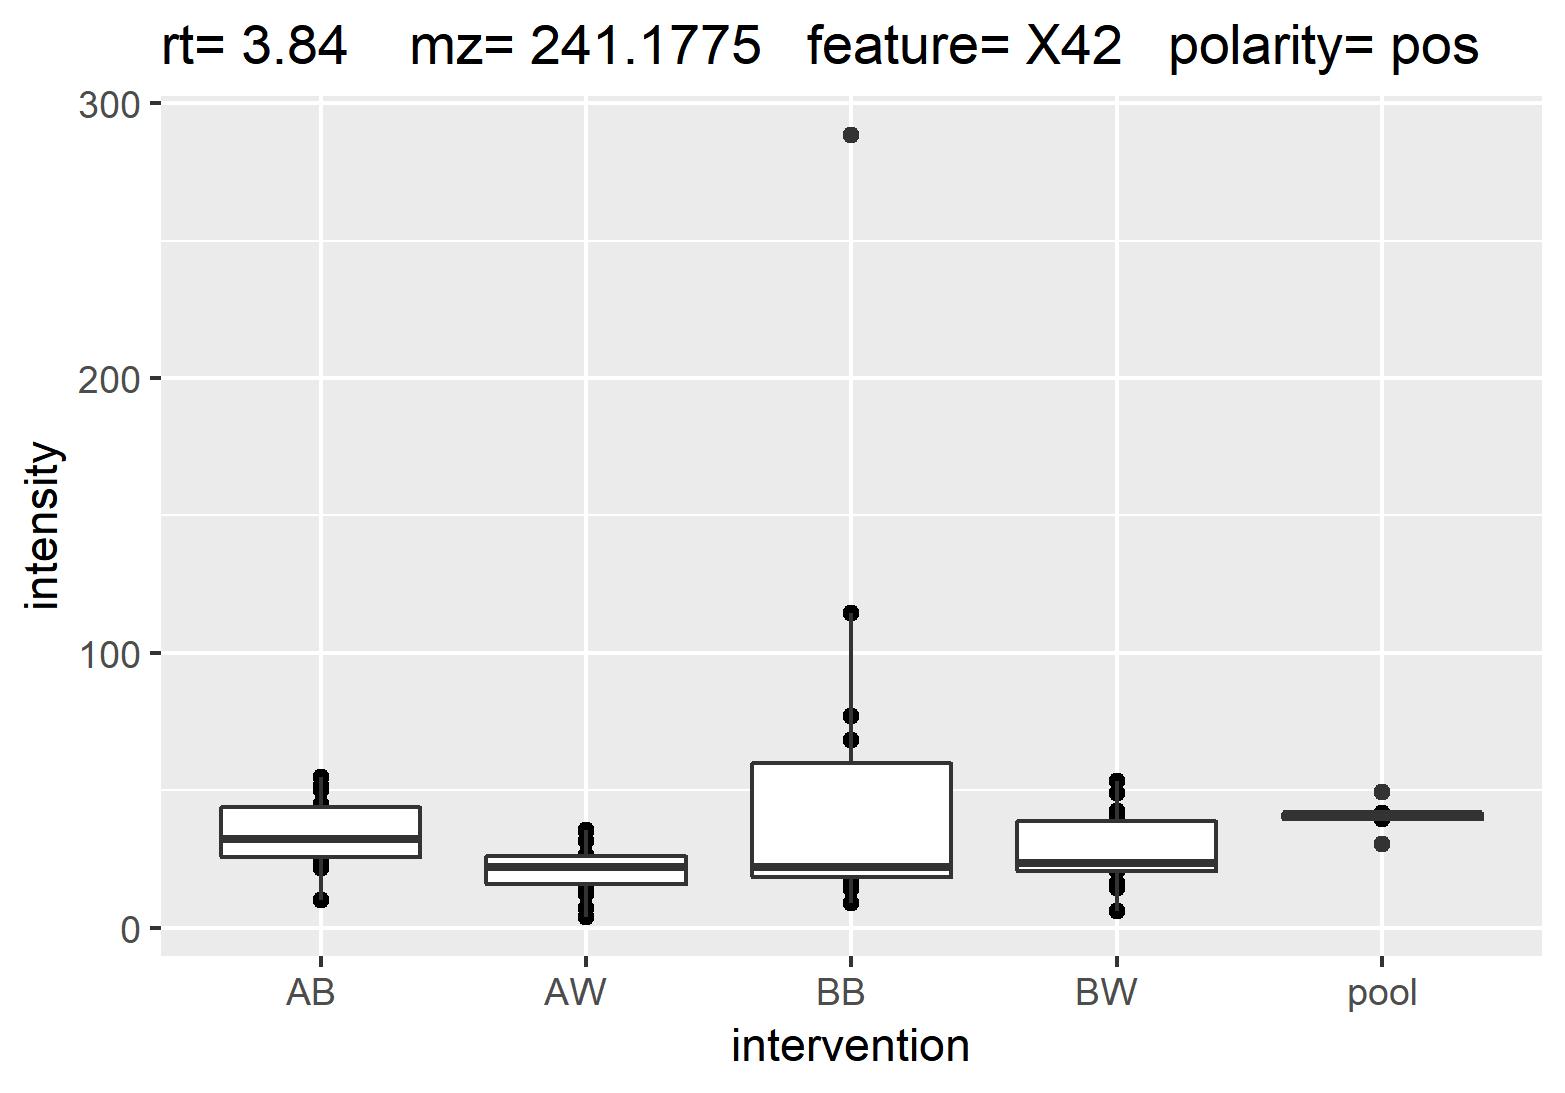 rt= 3.84 mz= 241.1775 feature= X42 polarity= pos
300
200
100
0
intensity
AB AW BB BW pool
intervention